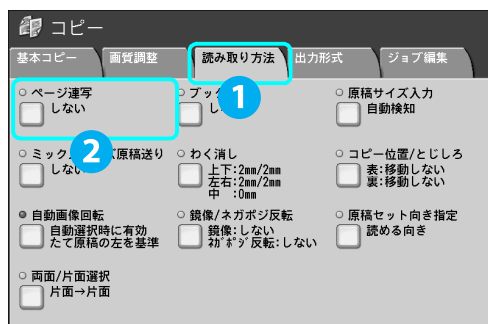 コピー
基本コピー 画質調整 読み取り方法 出力形式 ジョブ編集
ページ連写
しない
1
原稿サイズ入力
自動検知
2
原稿送り
わく消し
上下:2mm/2mm
左右:2mm/2mm
中 :0mm
コピー位置/とじしろ
表:移動しない
裏:移動しない
自動画像回転
自動選択時に有効
たて原稿の左を基準
鏡像/ネガポジ反転
鏡像:しない
ネガポジ反転:しない
原稿セット向き指定
読める向き
両面/片面選択
片面→片面